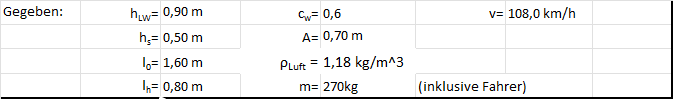 Gegeben: h_LW= 0,90 m c_w= 0,6 v= 108,0 km/h
h_s= 0,50 m A= 0,70 m
l_o= 1,60 m ρ_Luft = 1,18 kg/m^3
l_h= 0,80 m m= 270kg (inklusive Fahrer)